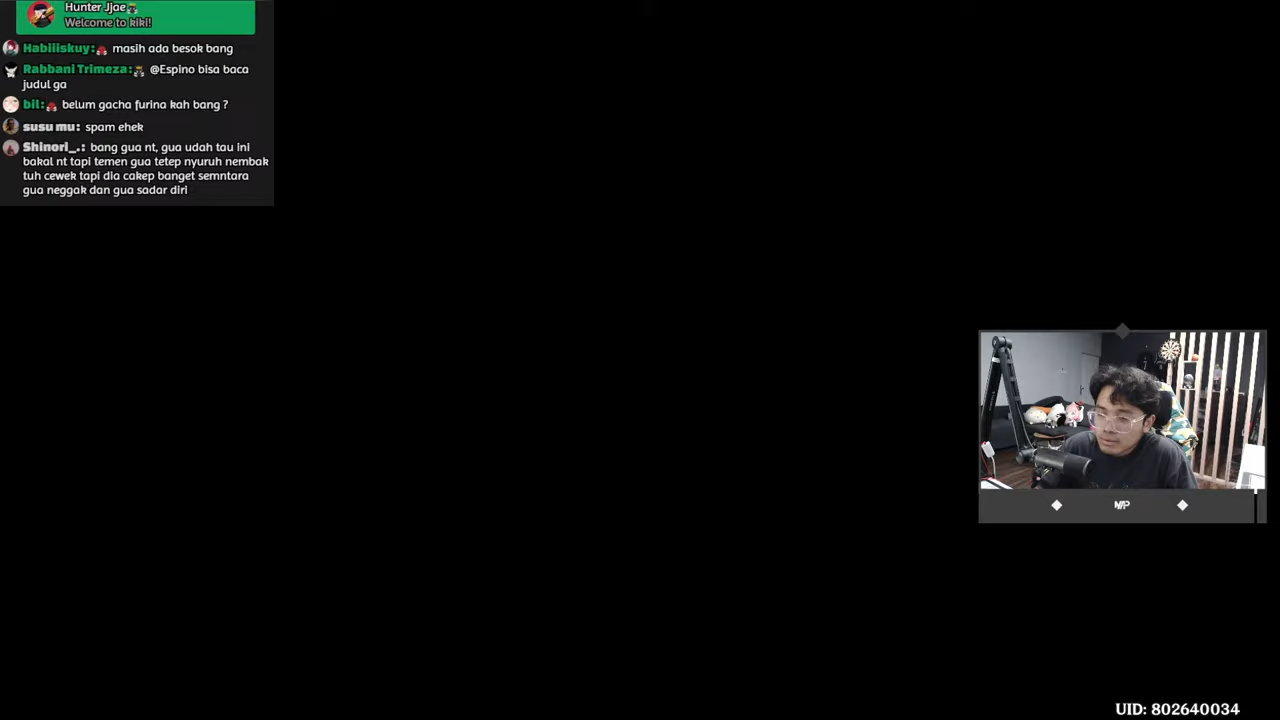 Hunter Jjae
Welcome to kiki!
Habiiiskuy: masih ada besok bang
Rabbani Trimeza: @Espino bisa baca
judul ga
bil: belum gacha furina kah bang ?
susu mu: spam ehek
Shinori_.: bang gua nt, gua udah tau ini
bakal nt tapi temen gua tetep nyuruh nembak
tuh cewek tapi dia cakep banget semntara
gua neggak dan gua sadar diri
UID: 802640034